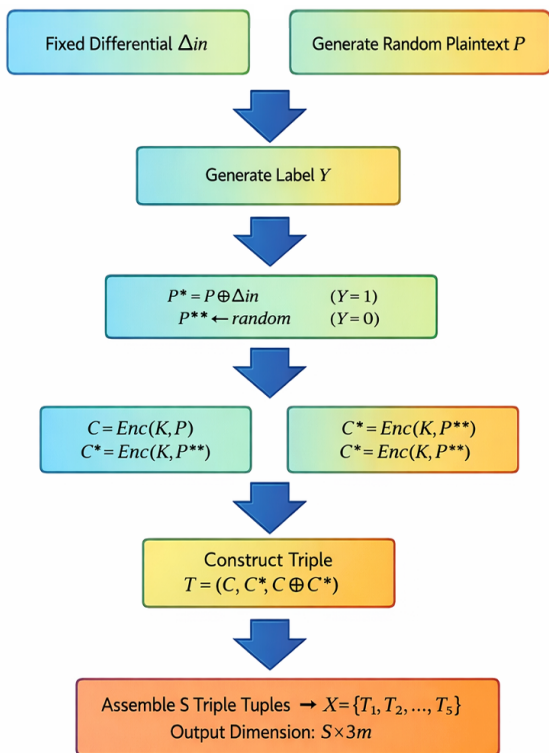 Fixed Differential Δin
Generate Random Plaintext P
Generate Label Y
P* = P⊕Δin (Y=1)
P** ← random (Y=0)
C = Enc(K,P)
C* = Enc(K,P**)
C* = Enc(K,P**)
C* = Enc(K,P**)
Construct Triple
T = (C, C*, C⊕C*)
Assemble S Triple Tuples → X={T₁,T₂,...,T₅}
Output Dimension: S×3m